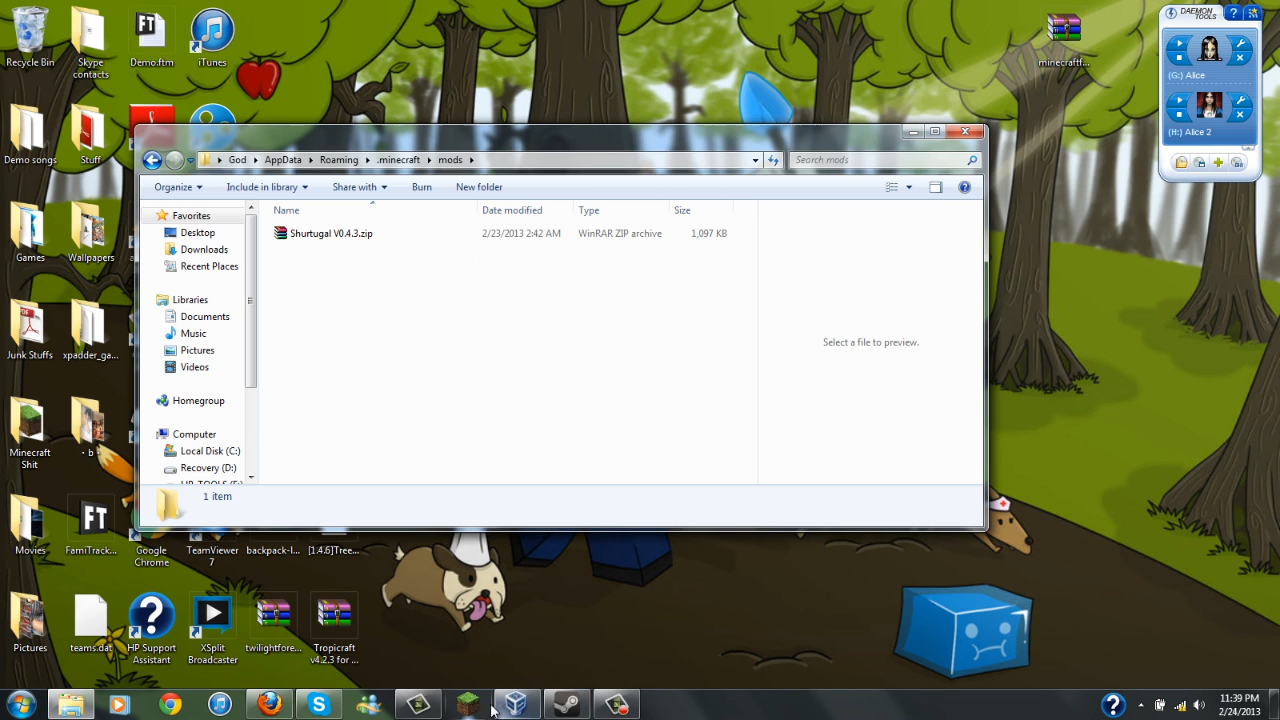 Recycle Bin
Skype contacts
Demo.ftm
iTunes
minecraftf...
DAEMON TOOLS
(G:) Alice
(H:) Alice 2
Demo songs
Stuff
Games
Wallpapers
Junk Stuffs
xpadder_ga...
Minecraft Shit
· b
Movies
FT
FamiTrack...
Google Chrome
TeamViewer 7
backpack-l...
[1.4.6]Tree...
Pictures
teams.dat
HP Support Assistant
XSplit Broadcaster
twilightfore...
Tropicraft v4.2.3 for ...
God AppData Roaming .minecraft mods
Search mods
Organize Include in library Share with Burn New folder
Name Date modified Type Size
Shurtugal V0.4.3.zip 2/23/2013 2:42 AM WinRAR ZIP archive 1,097 KB
Favorites
Desktop
Downloads
Recent Places
Libraries
Documents
Music
Pictures
Videos
Homegroup
Computer
Local Disk (C:)
Recovery (D:)
HP_TOOLS (E:)
Select a file to preview.
1 item
11:39 PM
2/24/2013